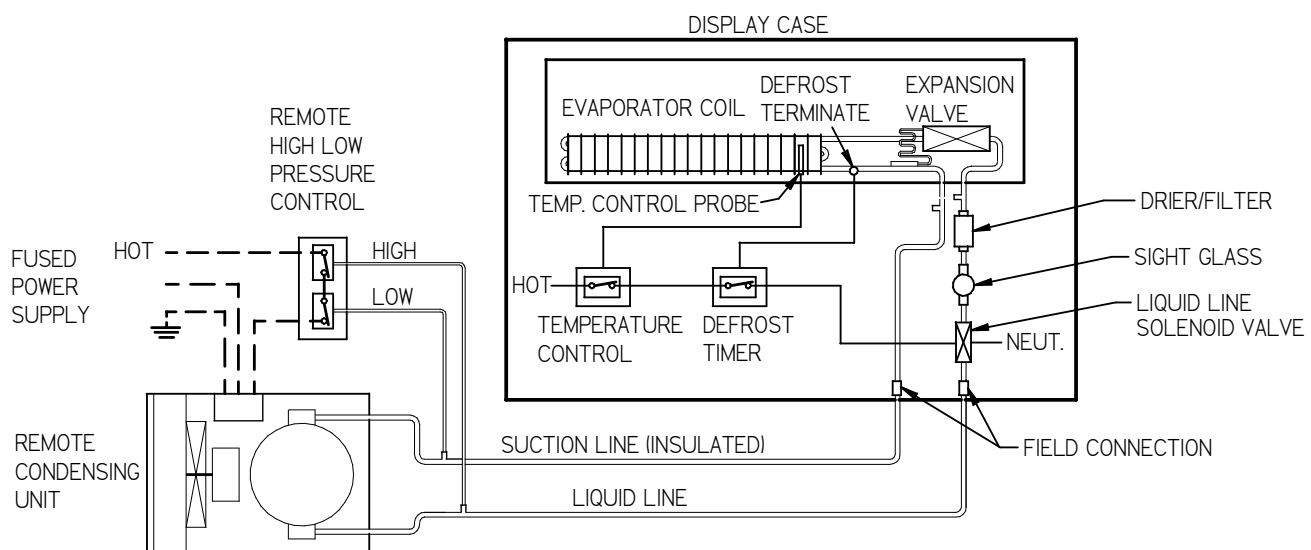 DISPLAY CASE
DEFROST
TERMINATE
EXPANSION
VALVE
EVAPORATOR COIL
REMOTE
HIGH LOW
PRESSURE
CONTROL
TEMP. CONTROL PROBE
DRIER/FILTER
HOT
HIGH
FUSED
POWER
SUPPLY
SIGHT GLASS
HOT
LOW
LIQUID LINE
SOLENOID VALVE
TEMPERATURE
CONTROL
DEFROST
TIMER
NEUT.
REMOTE
CONDENSING
UNIT
SUCTION LINE (INSULATED)
FIELD CONNECTION
LIQUID LINE